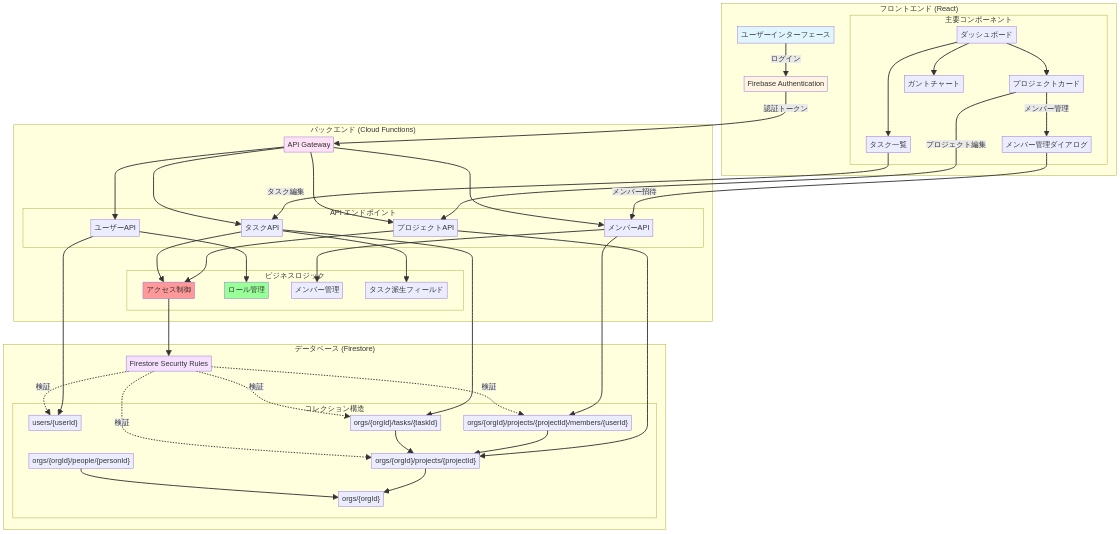 フロントエンド (React)
主要コンポーネント
ユーザーインターフェース
ダッシュボード
ログイン
Firebase Authentication
ガントチャート
プロジェクトカード
認証トークン
メンバー管理
バックエンド (Cloud Functions)
API Gateway
タスク一覧
プロジェクト編集
メンバー管理ダイアログ
タスク編集
メンバー招待
API エンドポイント
ユーザーAPI
タスクAPI
プロジェクトAPI
メンバーAPI
ビジネスロジック
アクセス制御
ロール管理
メンバー管理
タスク派生フィールド
データベース (Firestore)
Firestore Security Rules
検証
検証
検証
コレクション構造
検証
users/{userId}
orgs/{orgId}/tasks/{taskId}
orgs/{orgId}/projects/{projectId}/members/{userId}
orgs/{orgId}/people/{personId}
orgs/{orgId}/projects/{projectId}
orgs/{orgId}